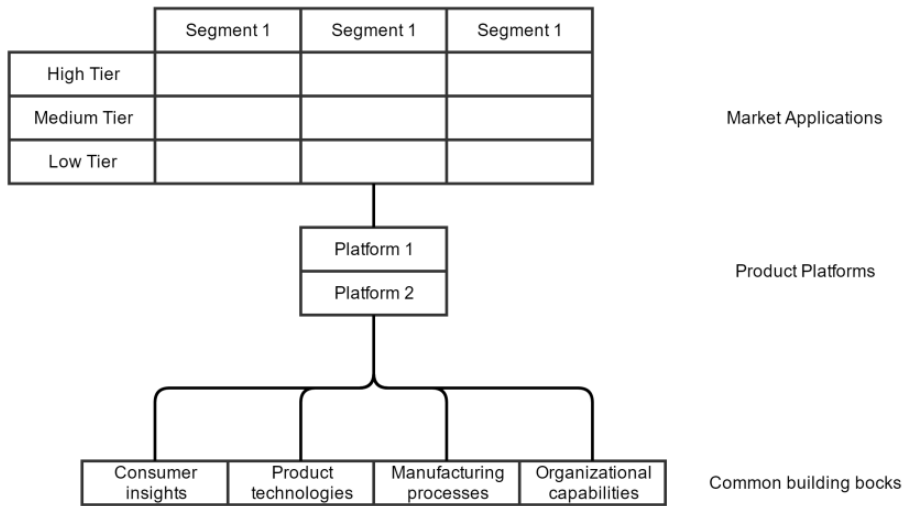 Segment 1 Segment 1 Segment 1
High Tier
Medium Tier
Market Applications
Low Tier
Platform 1
Platform 2
Product Platforms
Consumer
insights
Product
technologies
Manufacturing
processes
Organizational
capabilities
Common building bocks